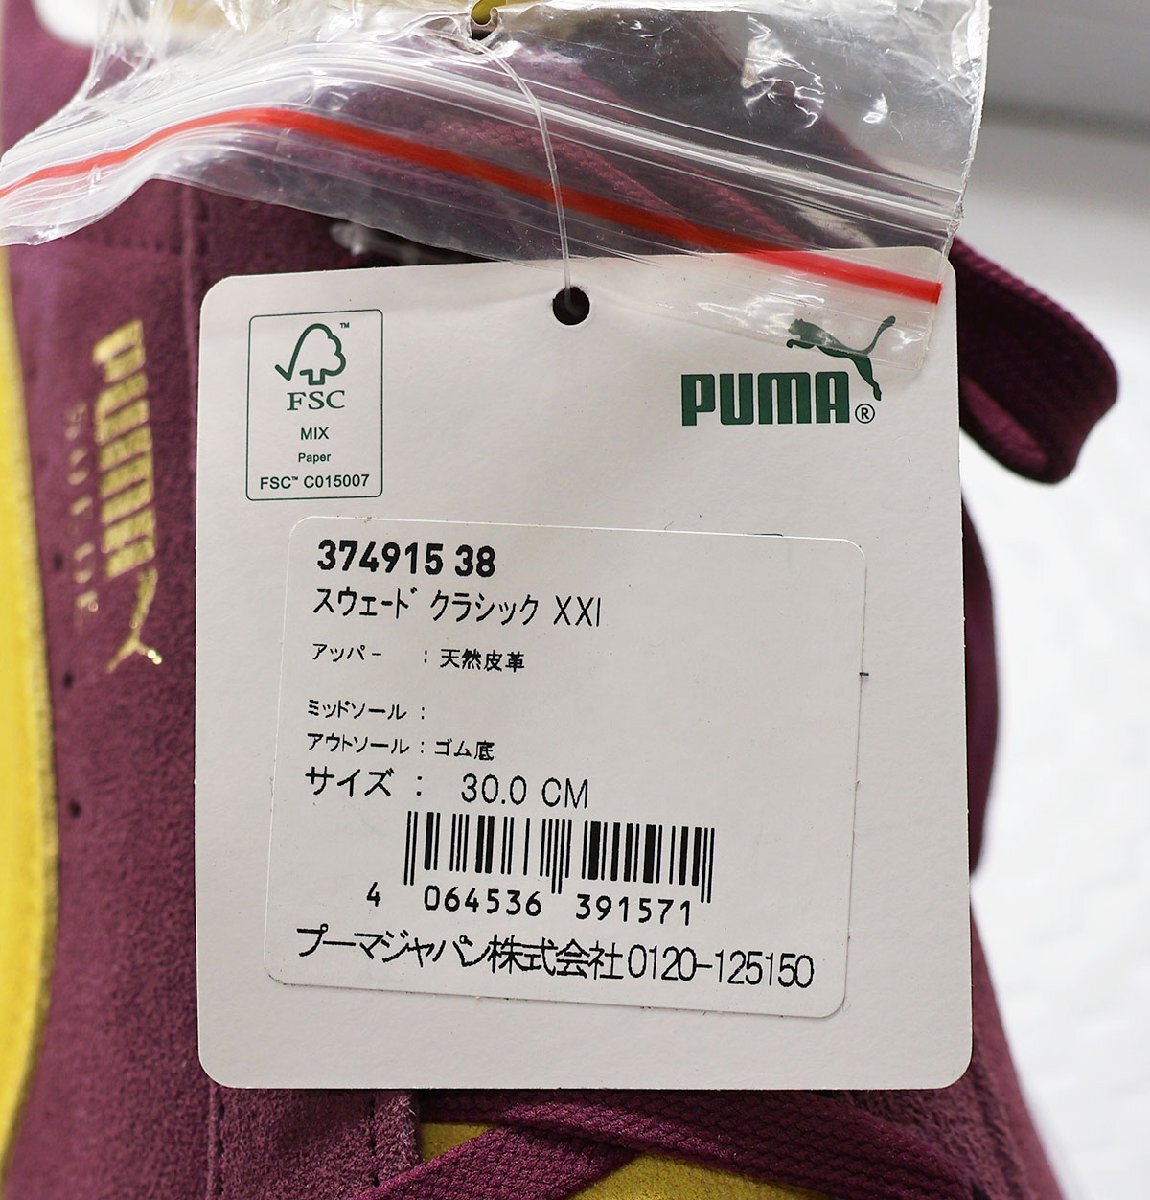 FSC
MIX
Paper
FSC™ C015007
PUMA®
374915 38
スウェード クラシック XXI
アッパー : 天然皮革
ミッドソール :
アウトソール : ゴム底
サイズ : 30.0 CM
4 064536 391571
プーマジャパン株式会社0120-125150
PUMA
SUEDE